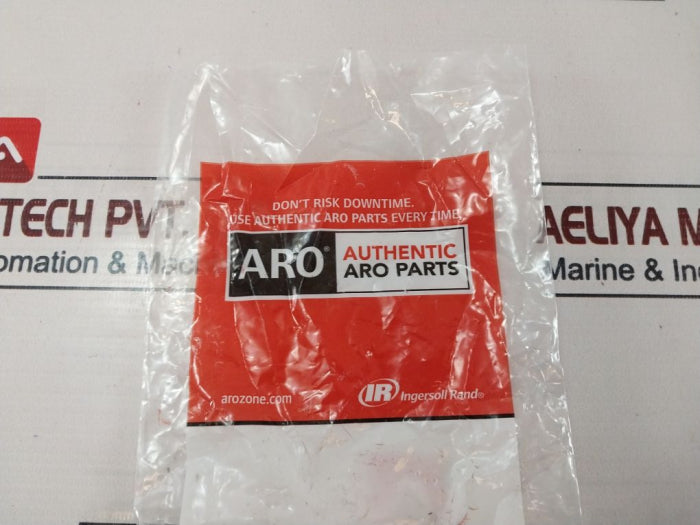 DON'T RISK DOWNTIME.
USE AUTHENTIC ARO PARTS EVERY TIME.
ARO® AUTHENTIC
ARO PARTS
arozone.com IR Ingersoll Rand®
TECH PVT.
omation & Mac
AELIYA M
Marine & Ind